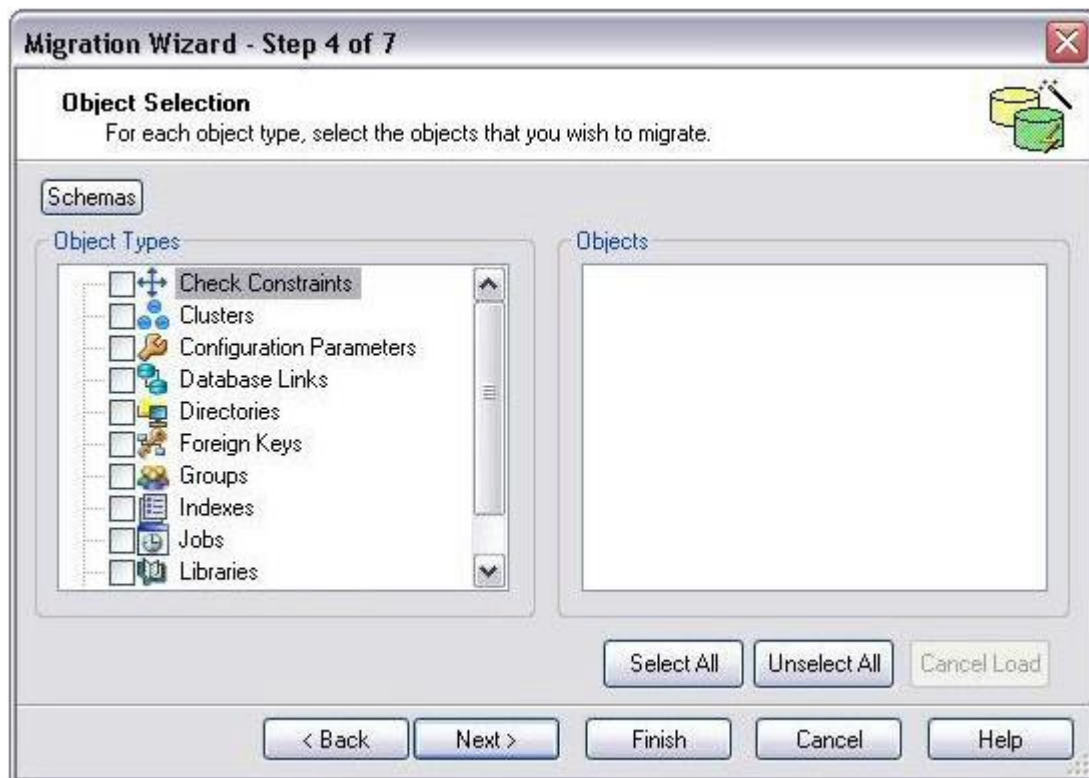 Migration Wizard - Step 4 of 7
Object Selection
For each object type, select the objects that you wish to migrate.
Schemas
Object Types
Check Constraints
Clusters
Configuration Parameters
Database Links
Directories
Foreign Keys
Groups
Indexes
Jobs
Libraries
Objects
Select All Unselect All Cancel Load
< Back Next > Finish Cancel Help